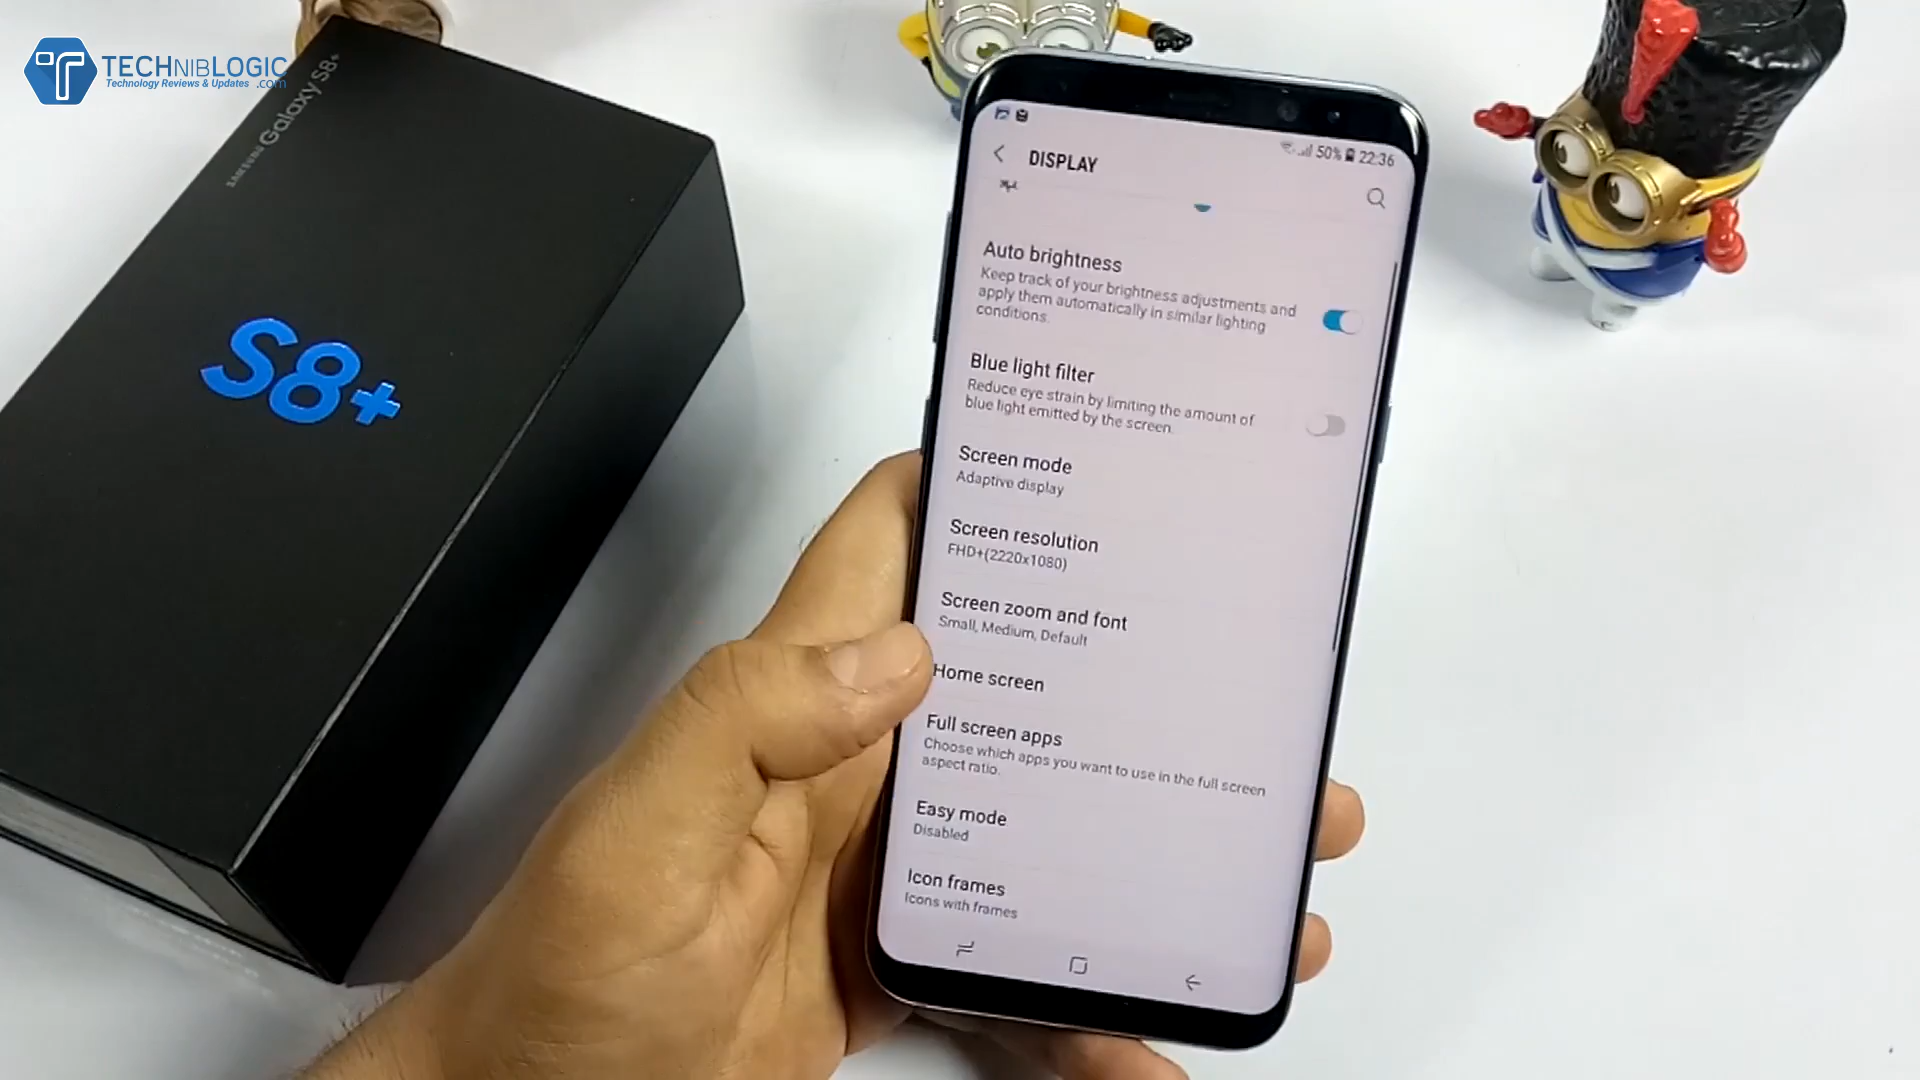 TECHNIBLOGIC
Technology Reviews & Updates .com
SAMSUNG Galaxy S8+
S8+
50% 22:36
DISPLAY
Auto brightness
Keep track of your brightness adjustments and
apply them automatically in similar lighting
conditions.
Blue light filter
Reduce eye strain by limiting the amount of
blue light emitted by the screen.
Screen mode
Adaptive display
Screen resolution
FHD+(2220x1080)
Screen zoom and font
Small, Medium, Default
Home screen
Full screen apps
Choose which apps you want to use in the full screen
aspect ratio.
Easy mode
Disabled
Icon frames
Icons with frames